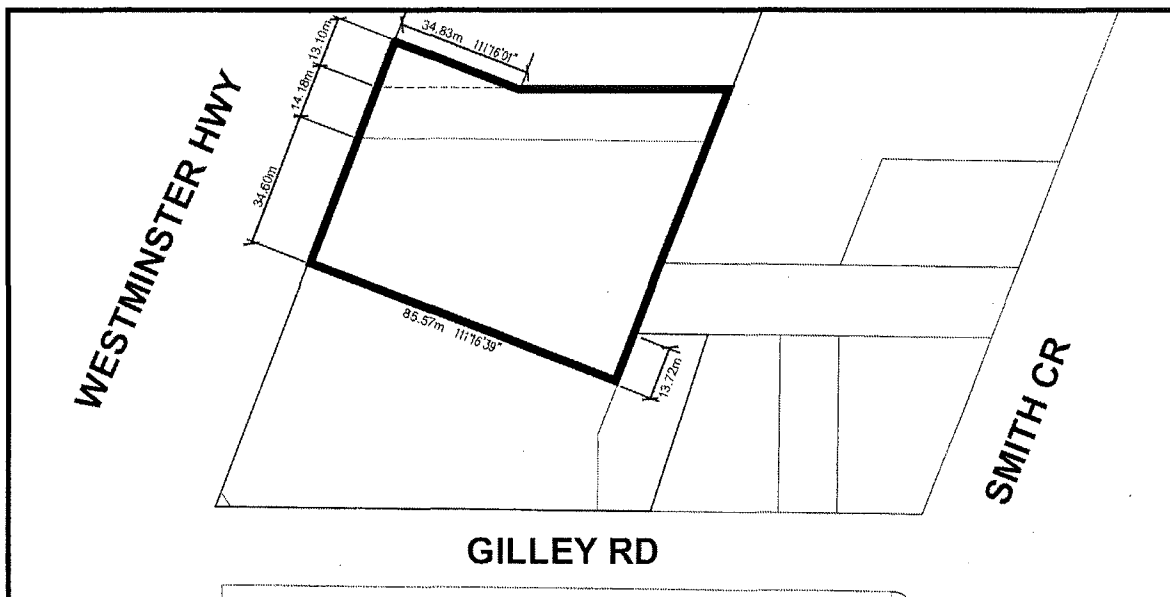 34.83m 111°16'01"
13.10m
14.18m
34.60m
WESTMINSTER HWY
85.57m 111°16'39"
13.72m
SMITH CR
GILLEY RD